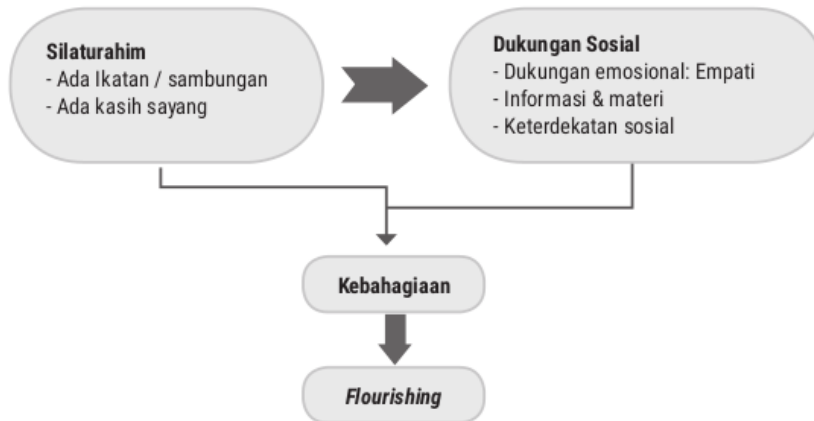 Silaturahim
- Ada Ikatan / sambungan
- Ada kasih sayang
Dukungan Sosial
- Dukungan emosional: Empati
- Informasi & materi
- Keterdekatan sosial
Kebahagiaan
Flourishing